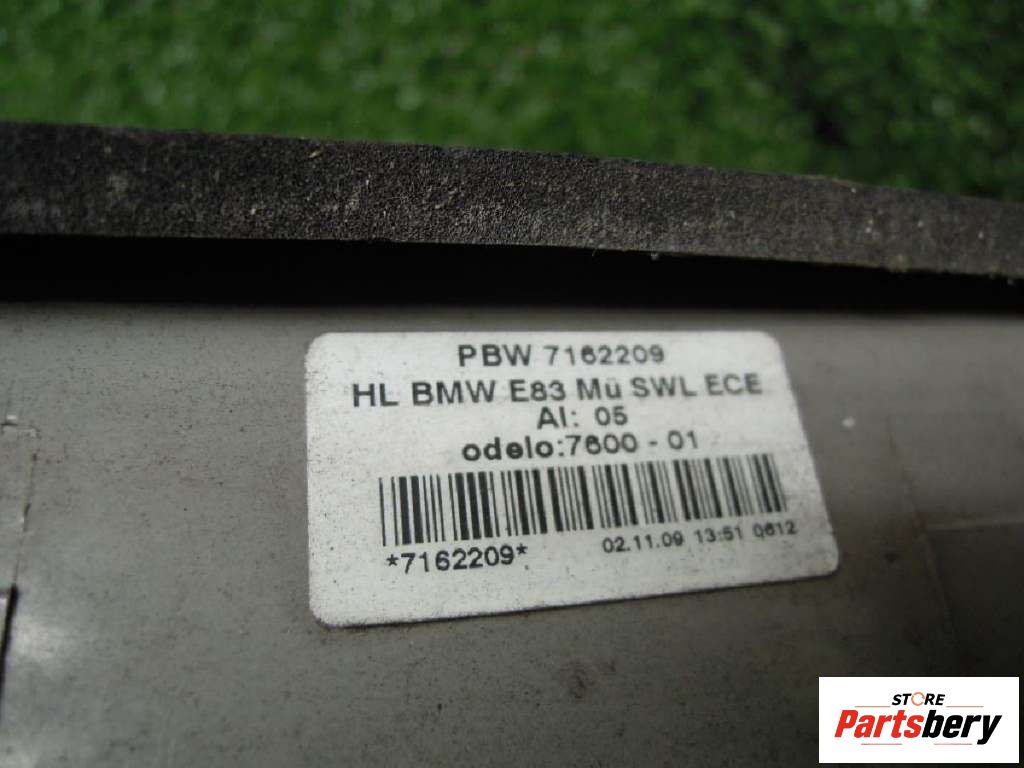 PBW 7162209
HL BMW E83 Mü SWL ECE
AI: 05
odelo:7600 - 01
*7162209*
02.11.09 13:51 0612
STORE
Partsbery